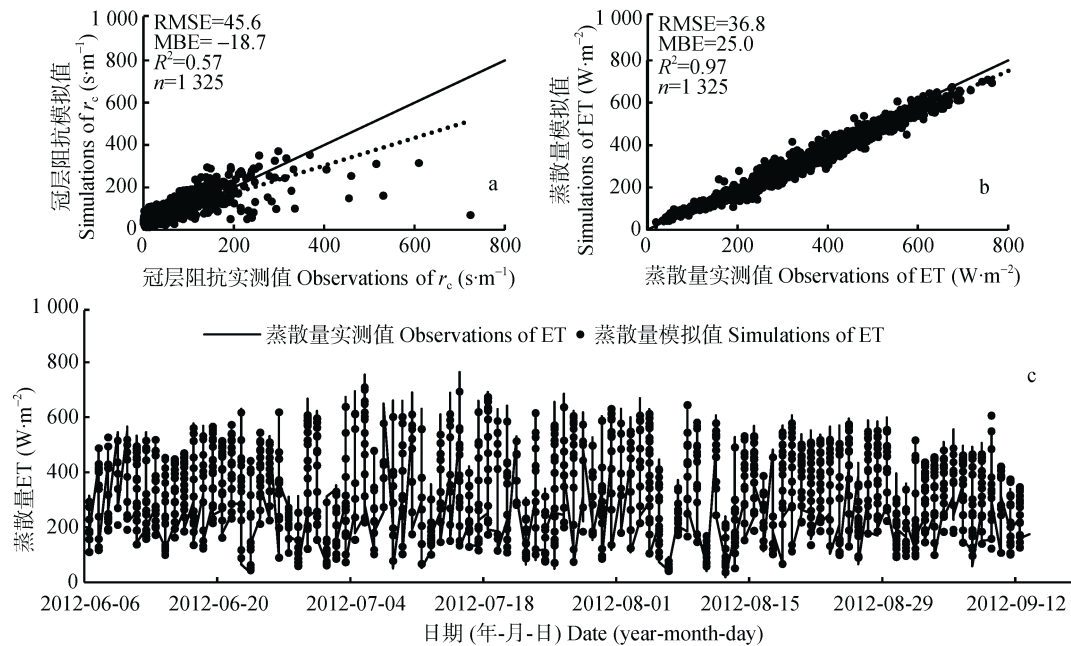 1 000
800
600
400
200
0
冠层阻抗模拟值
Simulations of rc (s·m−1)
RMSE=45.6
MBE= −18.7
R2=0.57
n=1 325
a
0 200 400 600 800
冠层阻抗实测值 Observations of rc (s·m−1)
1 000
800
600
400
200
0
蒸散量模拟值
Simulations of ET (W·m−2)
RMSE=36.8
MBE=25.0
R2=0.97
n=1 325
b
0 200 400 600 800
蒸散量实测值 Observations of ET (W·m−2)
1 000
800
600
400
200
0
蒸散量ET (W·m−2)
蒸散量实测值 Observations of ET 蒸散量模拟值 Simulations of ET
c
2012-06-06 2012-06-20 2012-07-04 2012-07-18 2012-08-01 2012-08-15 2012-08-29 2012-09-12
日期 (年-月-日) Date (year-month-day)